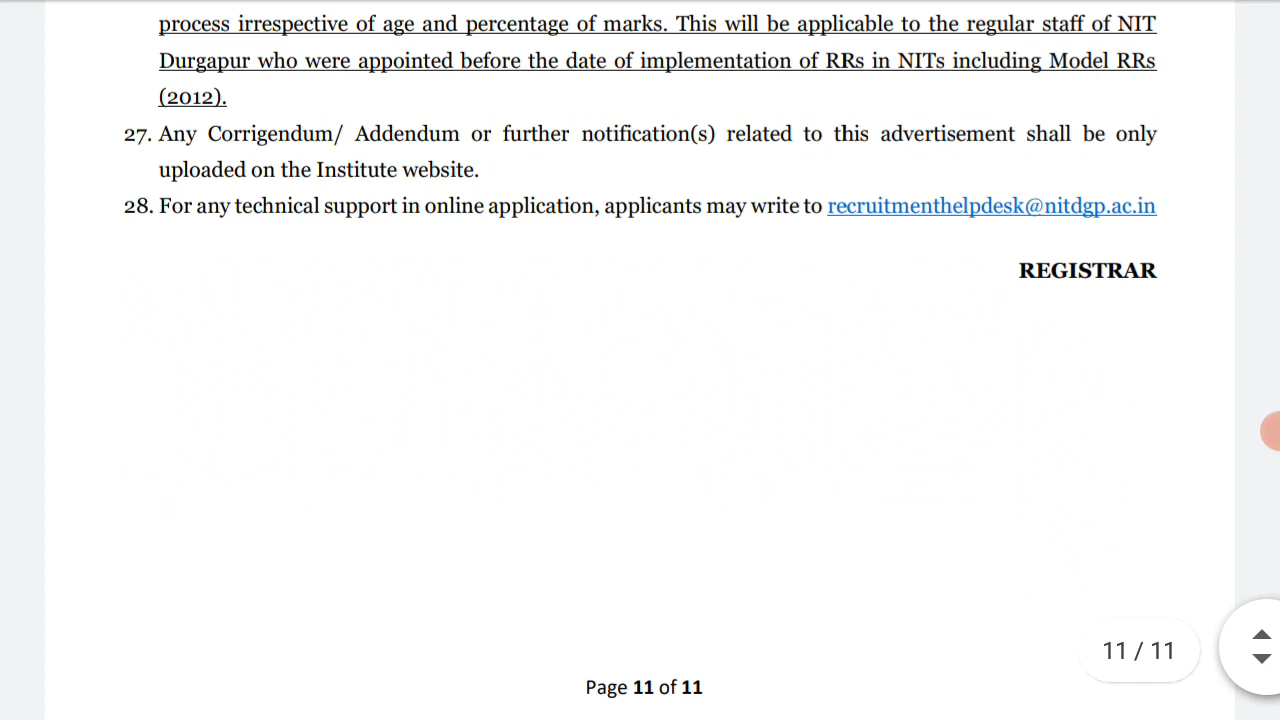 process irrespective of age and percentage of marks. This will be applicable to the regular staff of NIT
Durgapur who were appointed before the date of implementation of RRs in NITs including Model RRs
(2012).
27. Any Corrigendum/ Addendum or further notification(s) related to this advertisement shall be only
uploaded on the Institute website.
28. For any technical support in online application, applicants may write to recruitmenthelpdesk@nitdgp.ac.in
REGISTRAR
11 / 11
Page 11 of 11